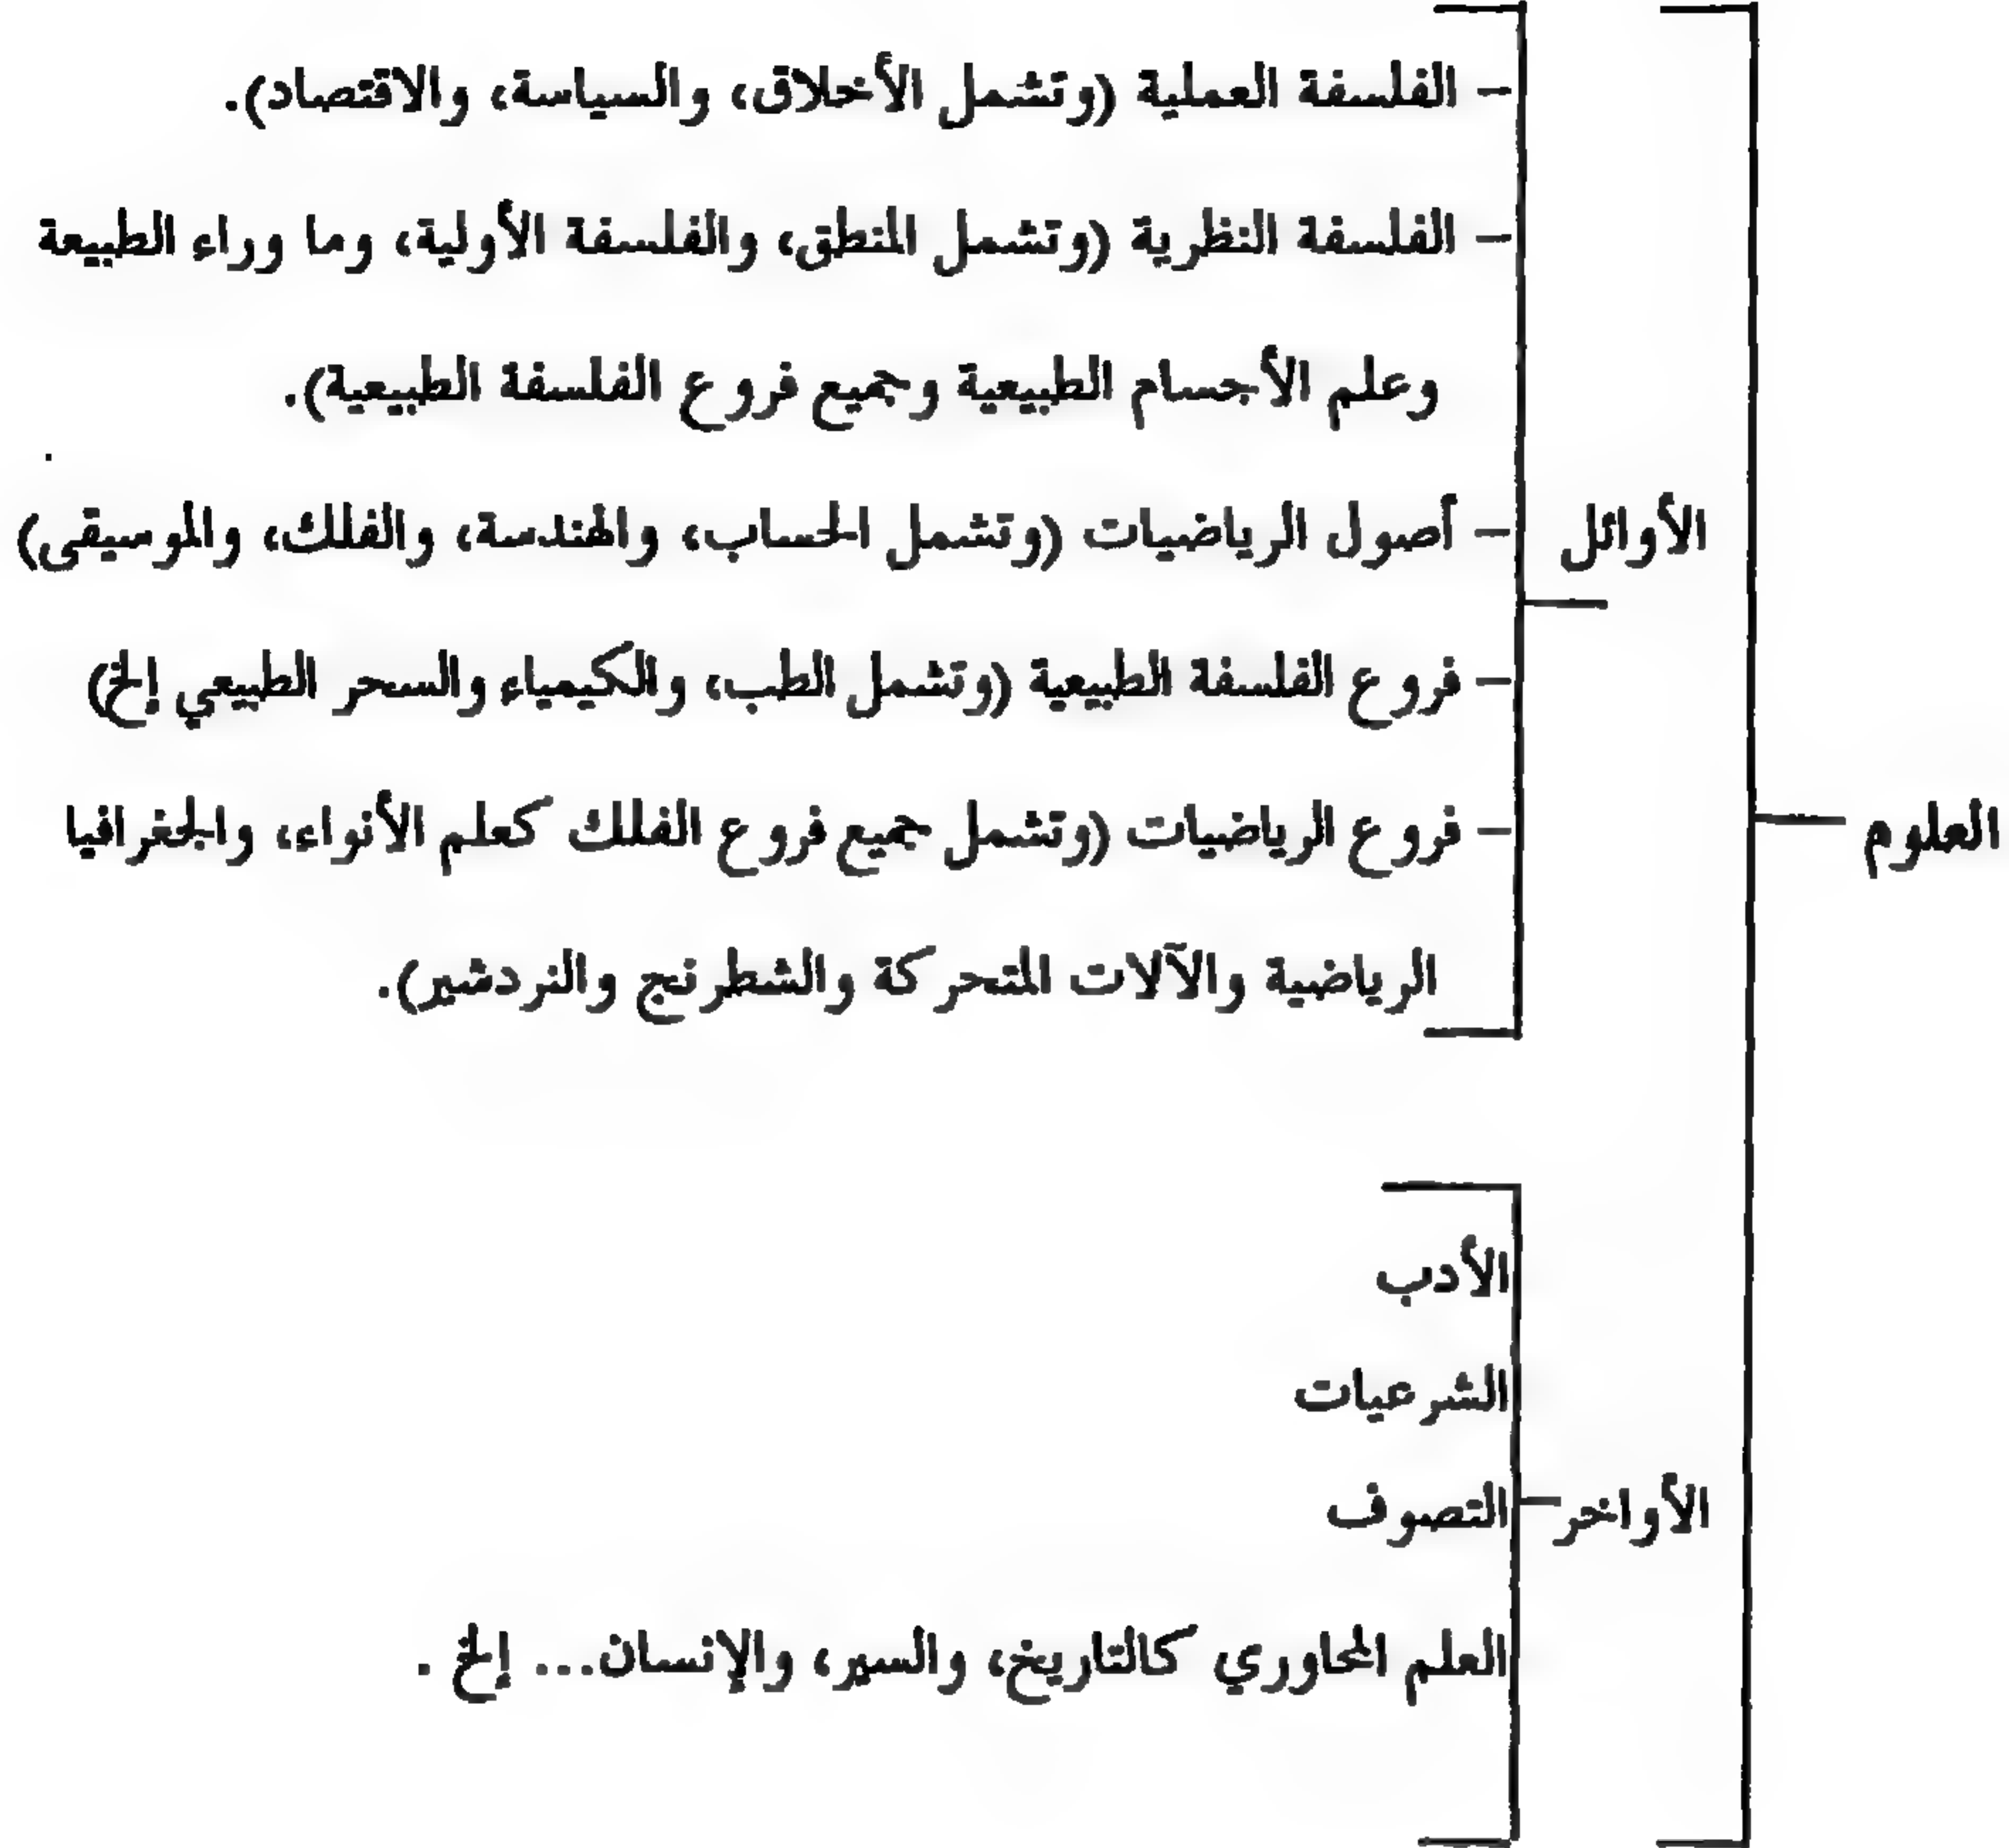 – الفلسفة العملية (وتشمل الأخلاق، والسياسة، والاقتصاد).
– الفلسفة النظرية (وتشمل المنطق، والفلسفة الأولية، وما وراء الطبيعة
وعلم الأجسام الطبيعية وجميع فروع الفلسفة الطبيعية).
الأوائل
– أصول الرياضيات (وتشمل الحساب، والهندسة، والفلك، والموسيقى)
– فروع الفلسفة الطبيعية (وتشمل الطب، والكيمياء والسحر الطبيعي إلخ)
العلوم
– فروع الرياضيات (وتشمل جميع فروع الفلك كعلم الأنواء، والجغرافيا
الرياضية والآلات المتحركة والشطرنج والنردشير).
الأدب
الشرعيات
الأواخر
التصوف
العلم المحاوري كالتاريخ، والسير، والإنسان... إلخ .